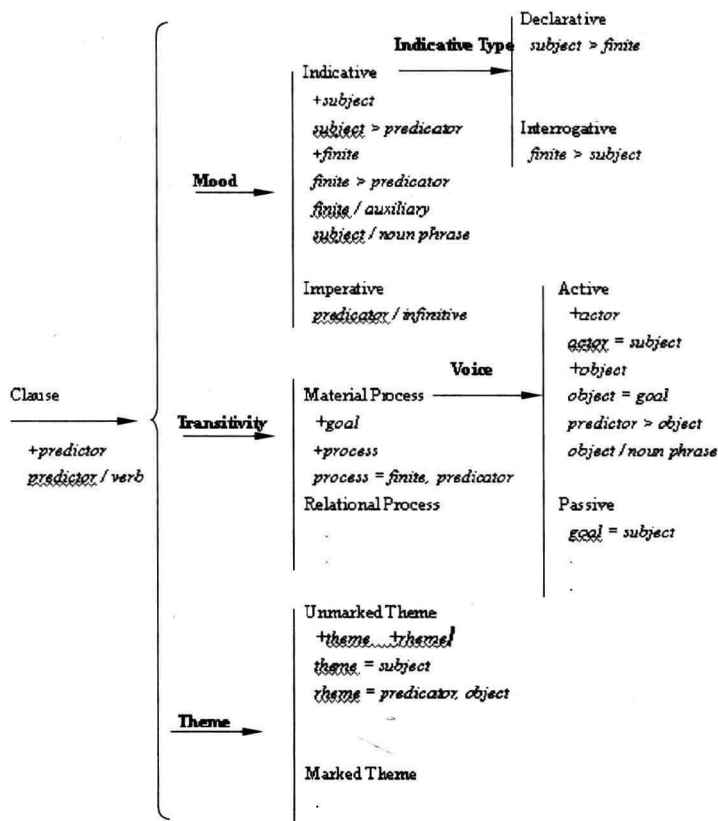 Declarative
Indicative Type
subject > finite
Indicative
+subject
subject > predicator
Interrogative
+finite
finite > subject
Mood
finite > predicator
finite / auxiliary
subject / noun phrase
Imperative
Active
predicator / infinitive
+actor
actor = subject
Voice
+object
Clause
Material Process
object = goal
Transitivity
+goal
predictor > object
+predictor
+process
object / noun phrase
predictor / verb
process = finite, predicator
Relational Process
Passive
.
goal = subject
.
.
.
Unmarked Theme
+theme +rheme/
theme = subject
rheme = predicator, object
Theme
Marked Theme
.